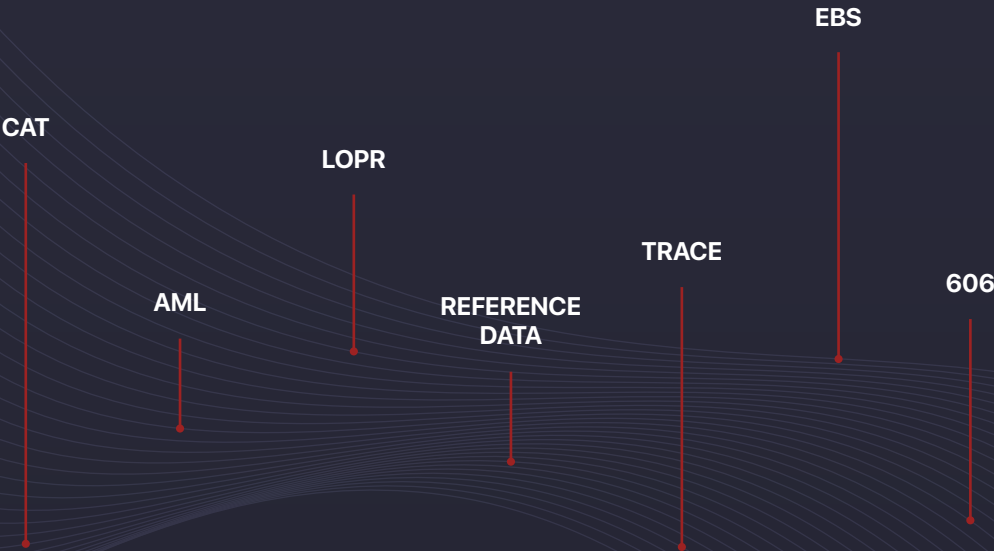 EBS
CAT
LOPR
TRACE
606
AML
REFERENCE
DATA